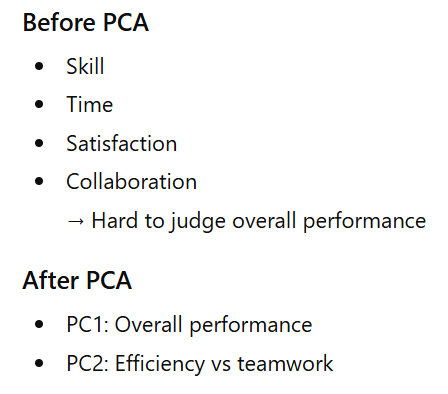 Before PCA
• Skill
• Time
• Satisfaction
• Collaboration
→ Hard to judge overall performance
After PCA
• PC1: Overall performance
• PC2: Efficiency vs teamwork